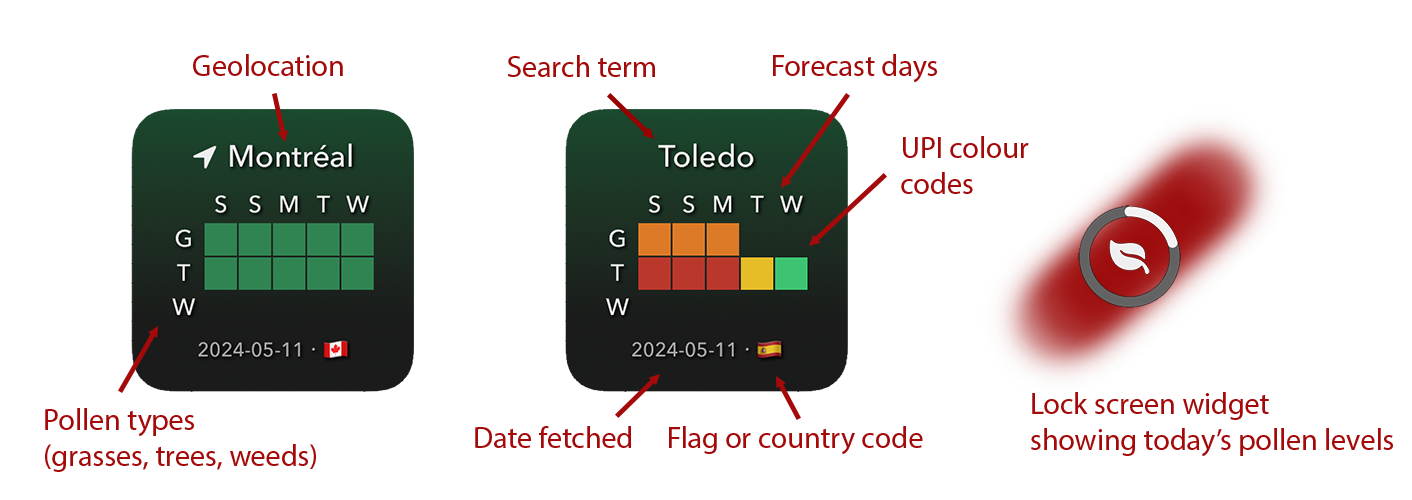 Geolocation
Search term
Forecast days
Montréal
S S M T W
G
T
W
2024-05-11 · 🇨🇦
Pollen types
(grasses, trees, weeds)
Toledo
S S M T W
G
T
W
2024-05-11 · 🇪🇸
UPI colour
codes
Date fetched
Flag or country code
Lock screen widget
showing today’s pollen levels